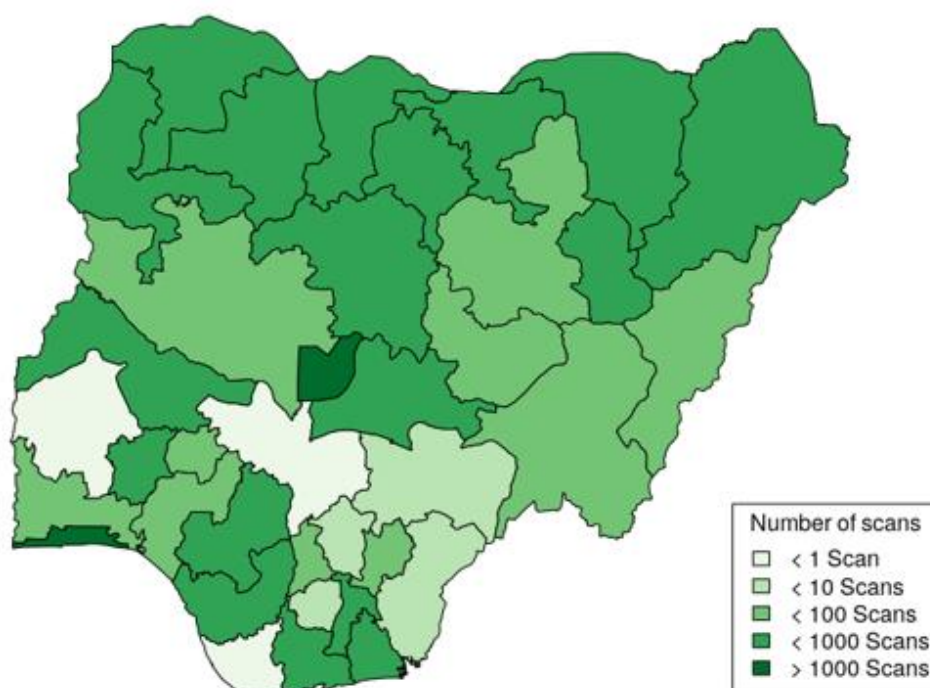 Number of scans
< 1 Scan
< 10 Scans
< 100 Scans
< 1000 Scans
> 1000 Scans